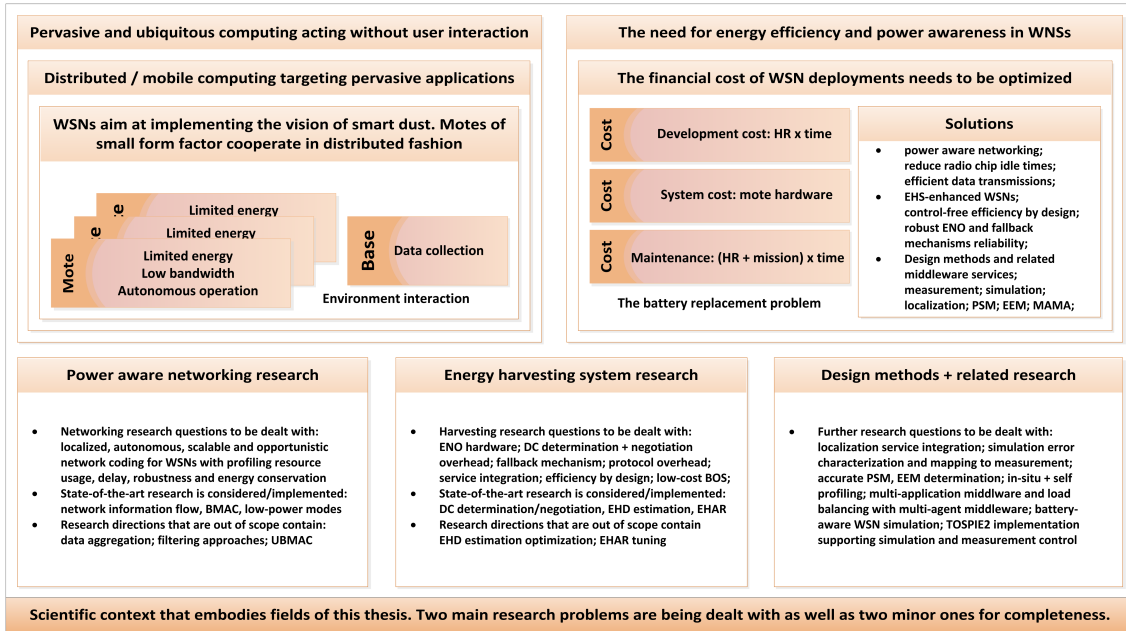 Pervasive and ubiquitous computing acting without user interaction
Distributed / mobile computing targeting pervasive applications
WSNs aim at implementing the vision of smart dust. Motes of
small form factor cooperate in distributed fashion
Limited energy
Limited energy
Mote
Limited energy
Low bandwidth
Autonomous operation
Base
Data collection
Environment interaction
The need for energy efficiency and power awareness in WNSs
The financial cost of WSN deployments needs to be optimized
Cost
Development cost: HR x time
Cost
System cost: mote hardware
Cost
Maintenance: (HR + mission) x time
The battery replacement problem
Solutions
• power aware networking;
reduce radio chip idle times;
efficient data transmissions;
• EHS-enhanced WSNs;
control-free efficiency by design;
robust ENO and fallback
mechanisms reliability;
• Design methods and related
middleware services;
measurement; simulation;
localization; PSM; EEM; MAMA;
Power aware networking research
• Networking research questions to be dealt with:
localized, autonomous, scalable and opportunistic
network coding for WSNs with profiling resource
usage, delay, robustness and energy conservation
• State-of-the-art research is considered/implemented:
network information flow, BMAC, low-power modes
• Research directions that are out of scope contain:
data aggregation; filtering approaches; UBMAC
Energy harvesting system research
• Harvesting research questions to be dealt with:
ENO hardware; DC determination + negotiation
overhead; fallback mechanism; protocol overhead;
service integration; efficiency by design; low-cost BOS;
• State-of-the-art research is considered/implemented:
DC determination/negotiation, EHD estimation, EHAR
• Research directions that are out of scope contain
EHD estimation optimization; EHAR tuning
Design methods + related research
• Further research questions to be dealt with:
localization service integration; simulation error
characterization and mapping to measurement;
accurate PSM, EEM determination; in-situ + self
profiling; multi-application middlware and load
balancing with multi-agent middleware; battery-
aware WSN simulation; TOSPIE2 implementation
supporting simulation and measurement control
Scientific context that embodies fields of this thesis. Two main research problems are being dealt with as well as two minor ones for completeness.